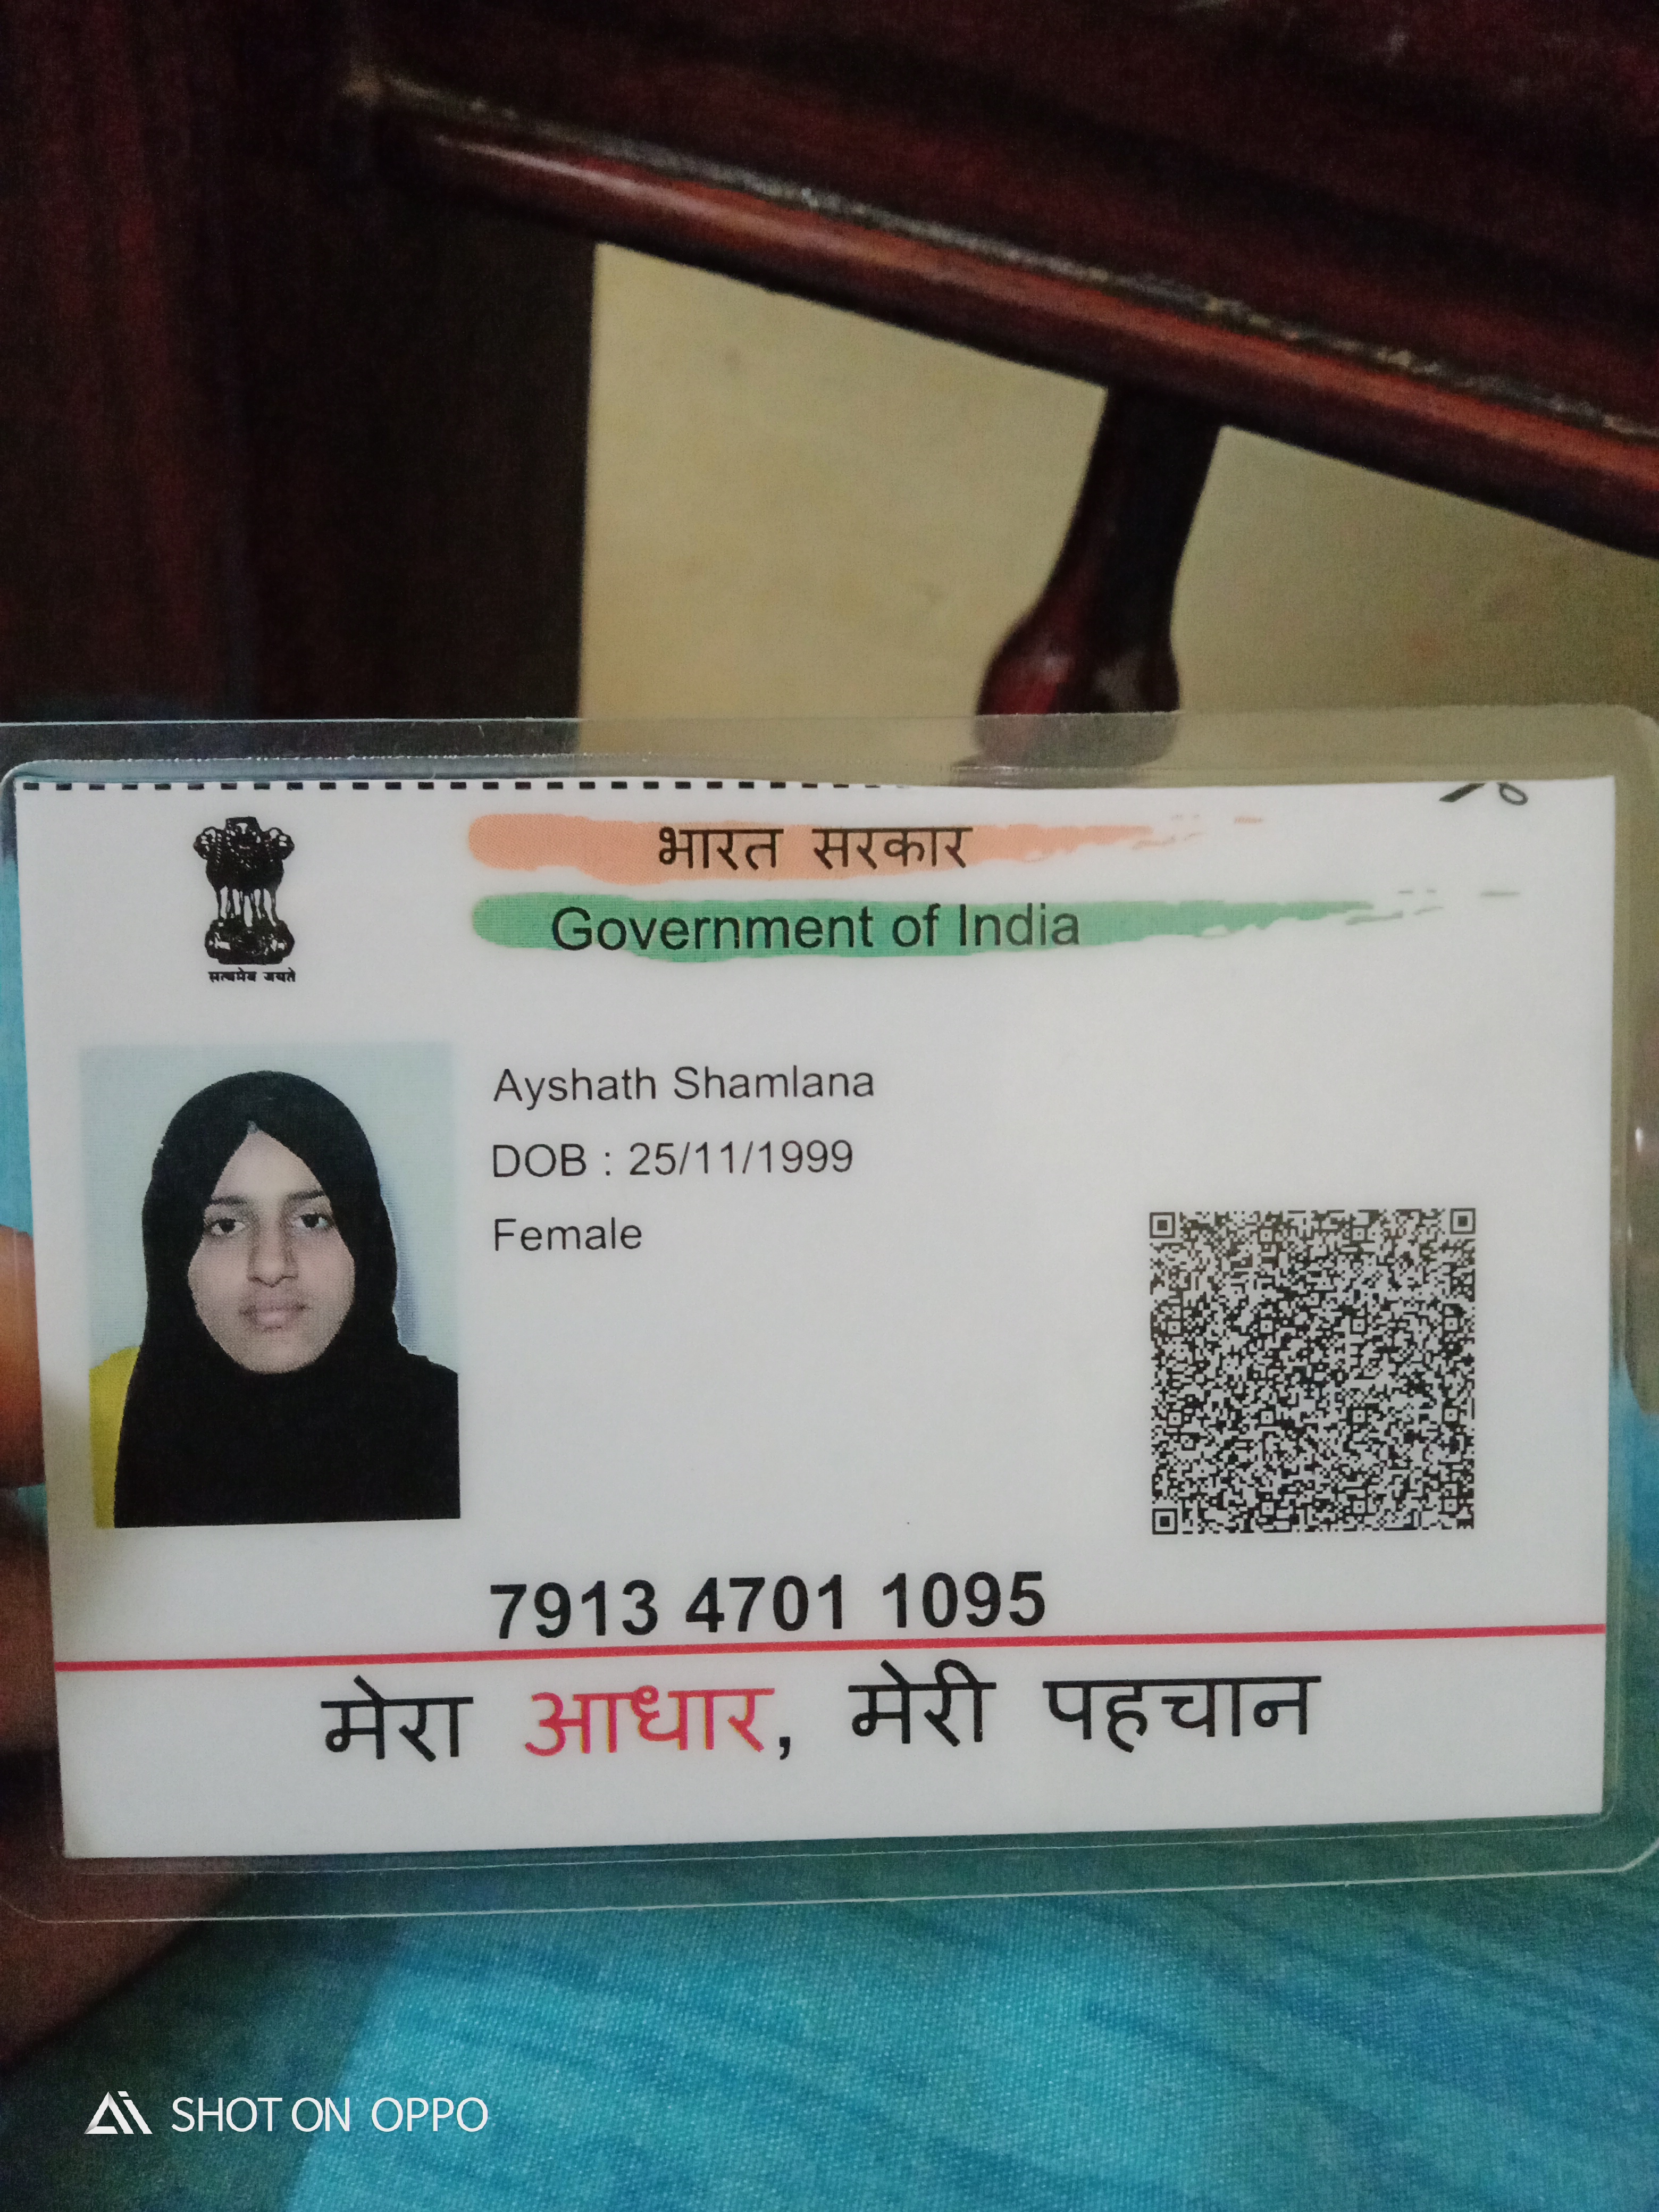 भारत सरकार
Government of India
सत्यमेव जयते
Ayshath Shamlana
DOB : 25/11/1999
Female
7913 4701 1095
मेरा आधार, मेरी पहचान
SHOT ON OPPO